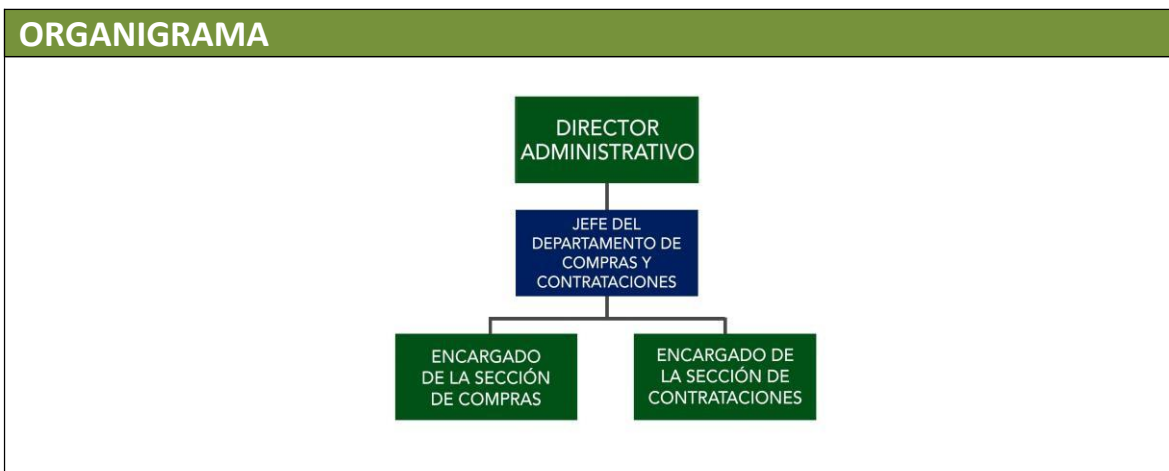 ORGANIGRAMA
DIRECTOR
ADMINISTRATIVO
JEFE DEL
DEPARTAMENTO DE
COMPRAS Y
CONTRATACIONES
ENCARGADO
DE LA SECCIÓN
DE COMPRAS
ENCARGADO DE
LA SECCIÓN DE
CONTRATACIONES